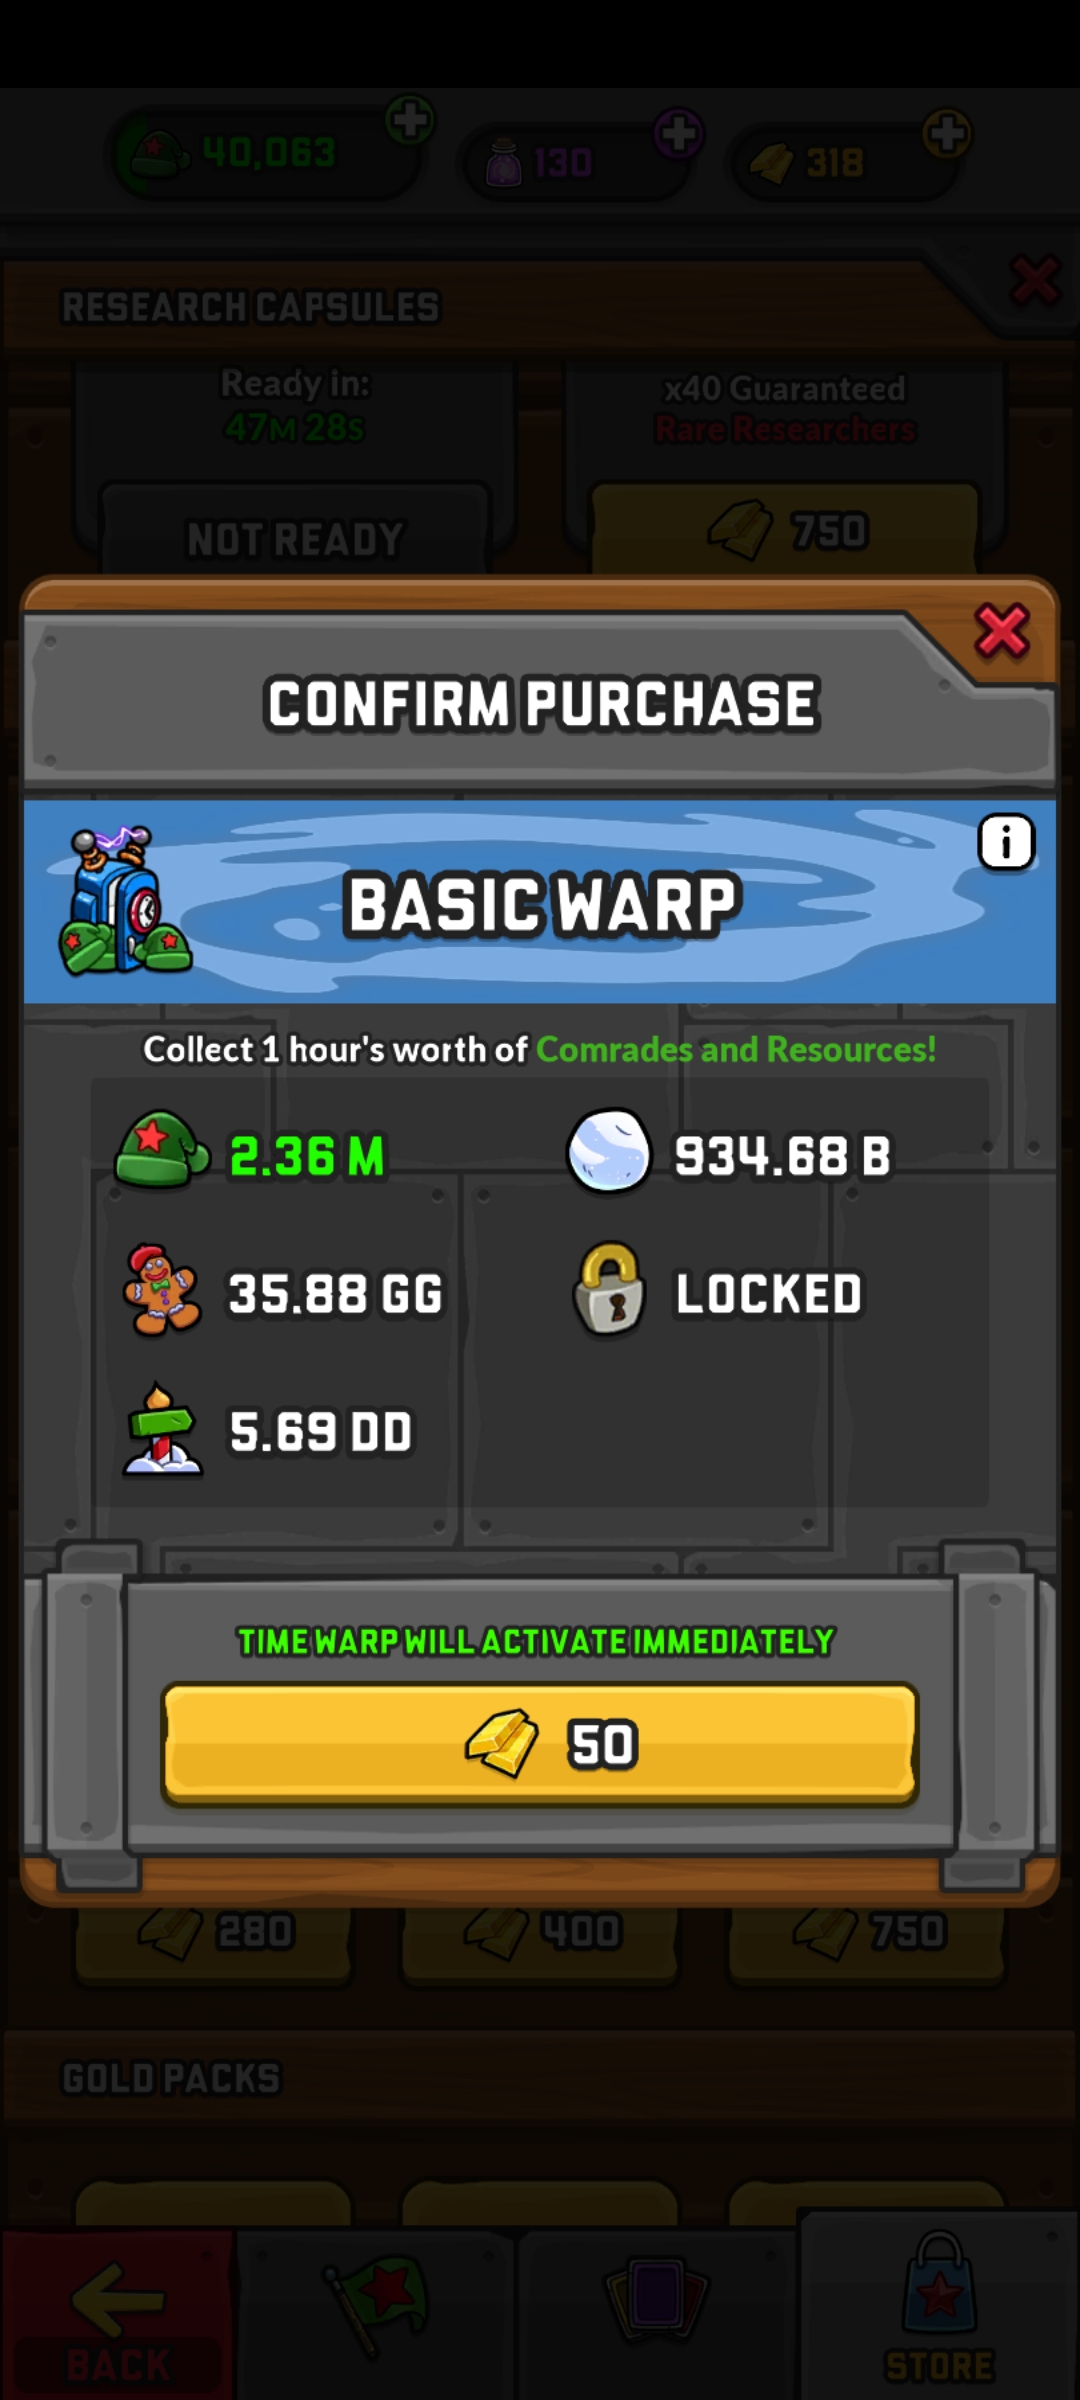 40,063
130
318
RESEARCH CAPSULES
Ready in:
47M 28S
x40 Guaranteed
Rare Researchers
NOT READY
750
CONFIRM PURCHASE
BASIC WARP
i
Collect 1 hour's worth of Comrades and Resources!
2.36 M
934.68 B
35.88 GG
LOCKED
5.69 DD
TIME WARP WILL ACTIVATE IMMEDIATELY
50
280
400
750
GOLD PACKS
BACK
STORE